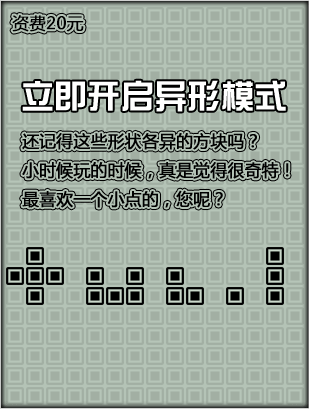 资费20元
立即开启异形模式
还记得这些形状各异的方块吗？
小时候玩的时候，真是觉得很奇特！
最喜欢一个小点的，您呢？